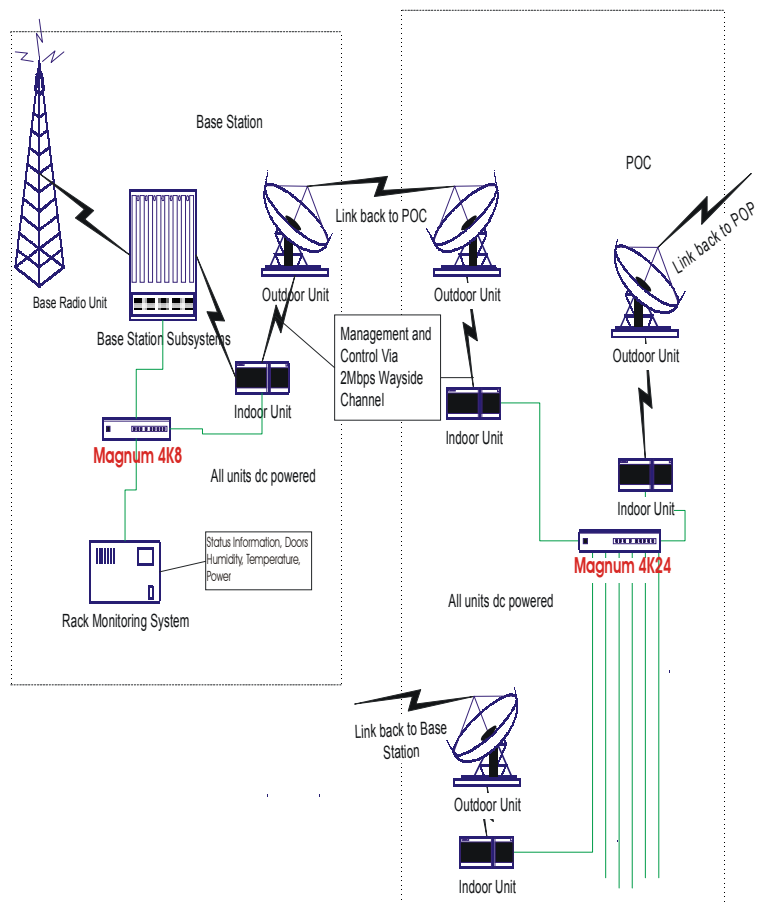 Base Station
POC
Link back to POC
Link back to POP
Base Radio Unit
Outdoor Unit
Outdoor Unit
Base Station Subsystems
Management and
Control Via
2Mbps Wayside
Channel
Outdoor Unit
Indoor Unit
Indoor Unit
Magnum 4K8
All units dc powered
Indoor Unit
Status Information, Doors
Humidity, Temperature,
Power
Magnum 4K24
Rack Monitoring System
All units dc powered
Link back to Base
Station
Outdoor Unit
Indoor Unit